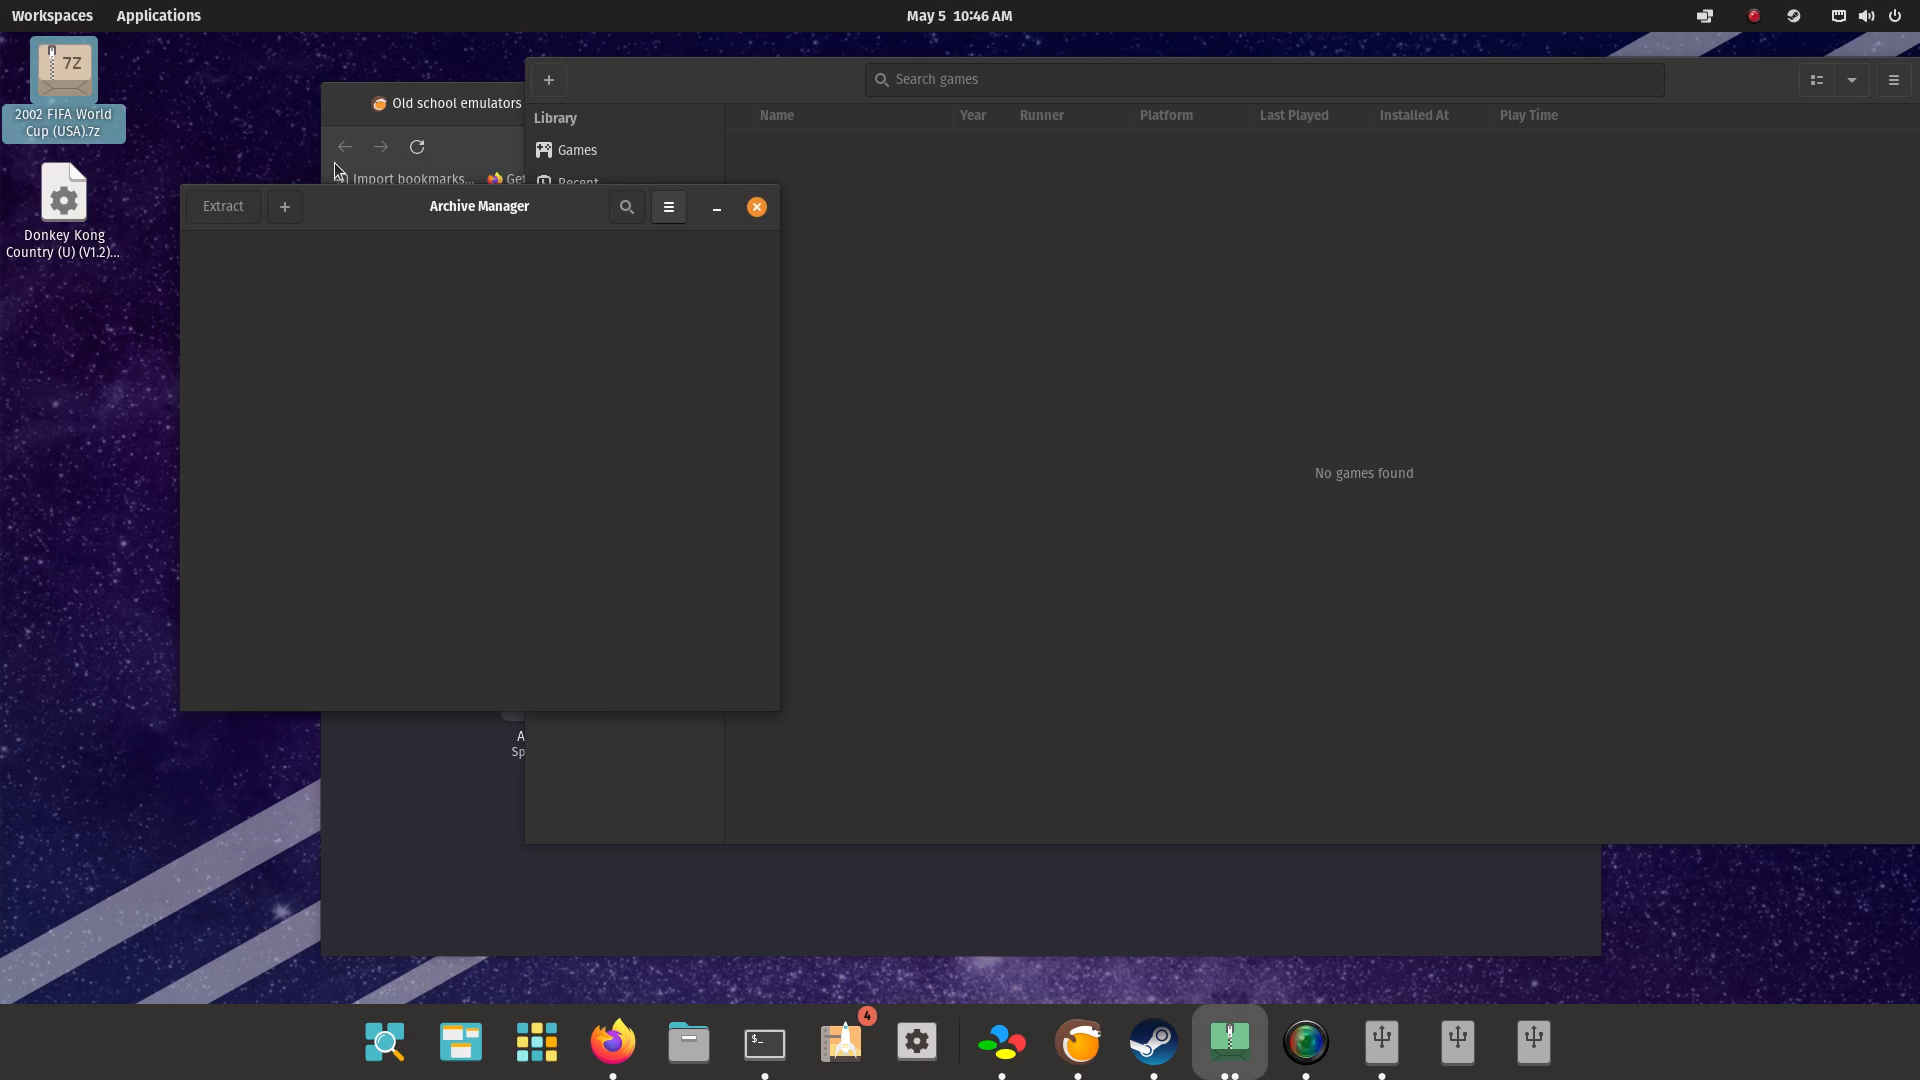 Workspaces Applications May 5 10:46 AM
7Z
2002 FIFA World
Cup (USA).7z
Donkey Kong
Country (U) (V1.2)...
Old school emulators
Import bookmarks...
Search games
Library
Games
Recent
Name Year Runner Platform Last Played Installed At Play Time
No games found
Extract + Archive Manager
$_
4